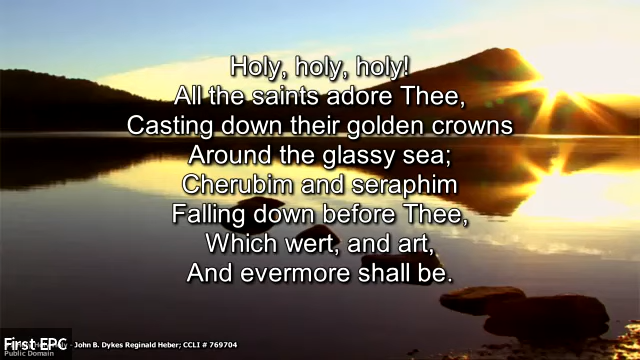 Holy, holy, holy!
All the saints adore Thee,
Casting down their golden crowns
Around the glassy sea;
Cherubim and seraphim
Falling down before Thee,
Which wert, and art,
And evermore shall be.
First EPC
- John B. Dykes Reginald Heber; CCLI # 769704
Public Domain